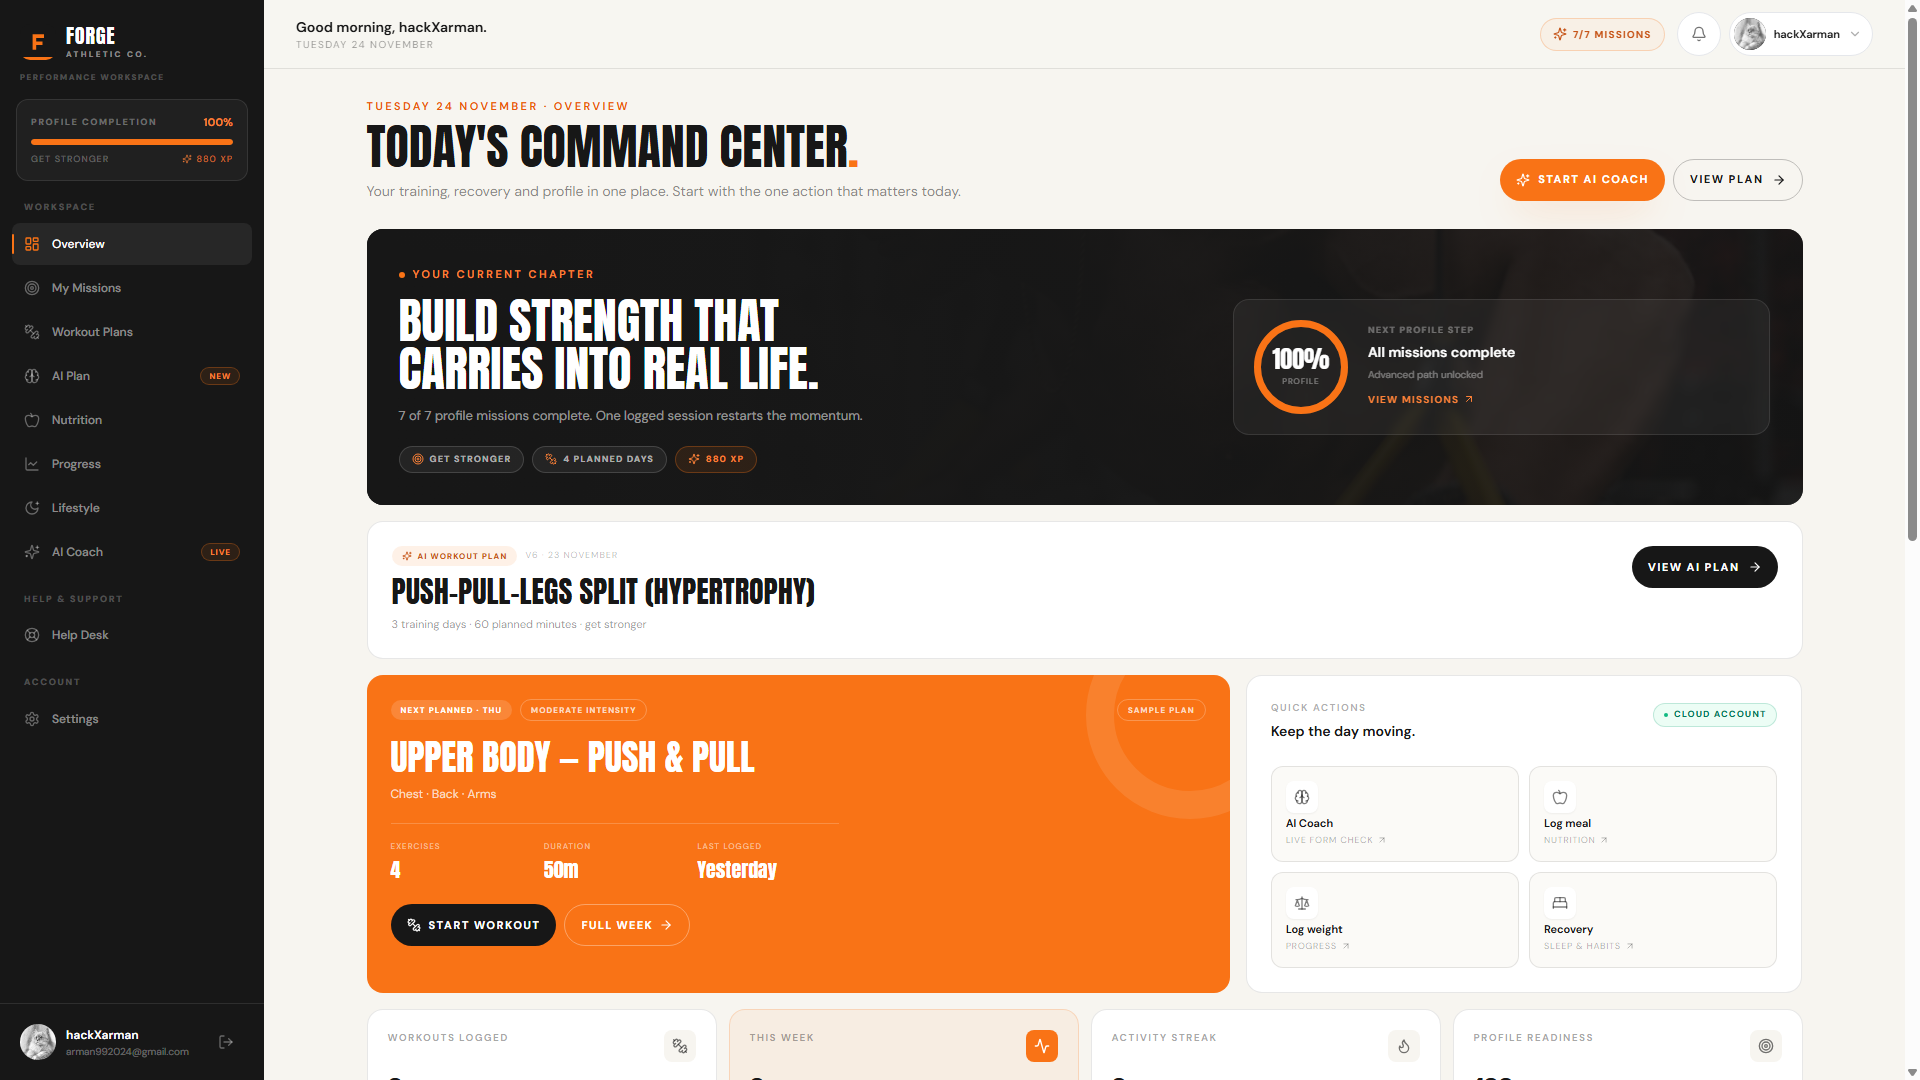 F
FORGE
ATHLETIC CO.
PERFORMANCE WORKSPACE
PROFILE COMPLETION 100%
GET STRONGER 880 XP
WORKSPACE
Overview
My Missions
Workout Plans
AI Plan NEW
Nutrition
Progress
Lifestyle
AI Coach LIVE
HELP & SUPPORT
Help Desk
ACCOUNT
Settings
hackXarman
arman992024@gmail.com
Good morning, hackXarman.
TUESDAY 24 NOVEMBER
7/7 MISSIONS
hackXarman
TUESDAY 24 NOVEMBER · OVERVIEW
TODAY'S COMMAND CENTER.
Your training, recovery and profile in one place. Start with the one action that matters today.
START AI COACH
VIEW PLAN
YOUR CURRENT CHAPTER
BUILD STRENGTH THAT
CARRIES INTO REAL LIFE.
7 of 7 profile missions complete. One logged session restarts the momentum.
GET STRONGER
4 PLANNED DAYS
880 XP
100%
PROFILE
NEXT PROFILE STEP
All missions complete
Advanced path unlocked
VIEW MISSIONS
AI WORKOUT PLAN V6 · 23 NOVEMBER
PUSH-PULL-LEGS SPLIT (HYPERTROPHY)
3 training days · 60 planned minutes · get stronger
VIEW AI PLAN
NEXT PLANNED · THU
MODERATE INTENSITY
SAMPLE PLAN
UPPER BODY – PUSH & PULL
Chest · Back · Arms
EXERCISES
4
DURATION
50m
LAST LOGGED
Yesterday
START WORKOUT
FULL WEEK
QUICK ACTIONS
Keep the day moving.
CLOUD ACCOUNT
AI Coach
LIVE FORM CHECK
Log meal
NUTRITION
Log weight
PROGRESS
Recovery
SLEEP & HABITS
WORKOUTS LOGGED
THIS WEEK
ACTIVITY STREAK
PROFILE READINESS